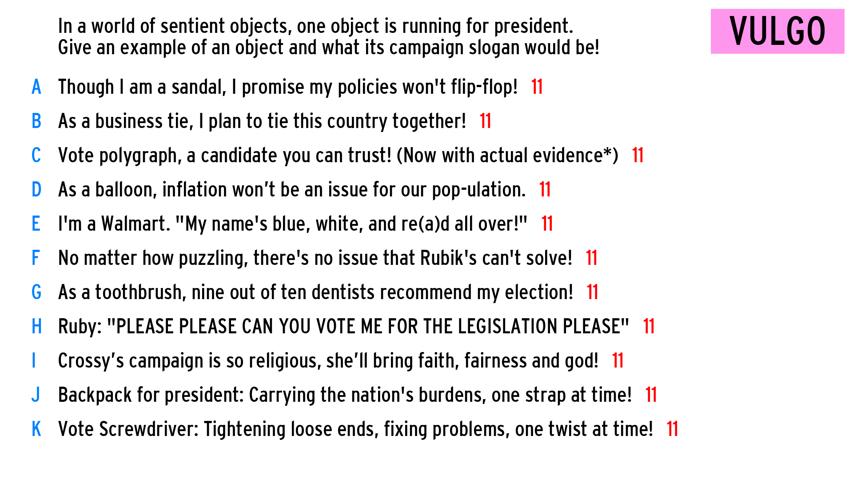 In a world of sentient objects, one object is running for president.
Give an example of an object and what its campaign slogan would be!
VULGO
A Though I am a sandal, I promise my policies won't flip-flop! 11
B As a business tie, I plan to tie this country together! 11
C Vote polygraph, a candidate you can trust! (Now with actual evidence*) 11
D As a balloon, inflation won’t be an issue for our pop-ulation. 11
E I'm a Walmart. "My name's blue, white, and re(a)d all over!" 11
F No matter how puzzling, there's no issue that Rubik's can't solve! 11
G As a toothbrush, nine out of ten dentists recommend my election! 11
H Ruby: "PLEASE PLEASE CAN YOU VOTE ME FOR THE LEGISLATION PLEASE" 11
I Crossy’s campaign is so religious, she’ll bring faith, fairness and god! 11
J Backpack for president: Carrying the nation's burdens, one strap at time! 11
K Vote Screwdriver: Tightening loose ends, fixing problems, one twist at time! 11